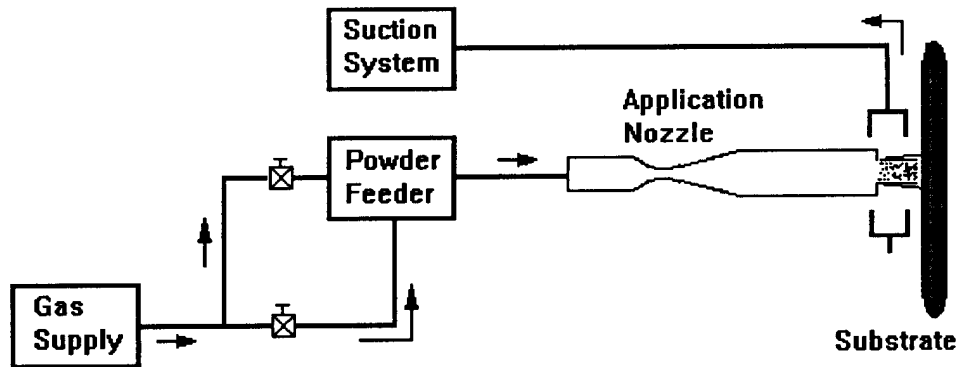 Suction
System
Application
Nozzle
Powder
Feeder
Gas
Supply
Substrate